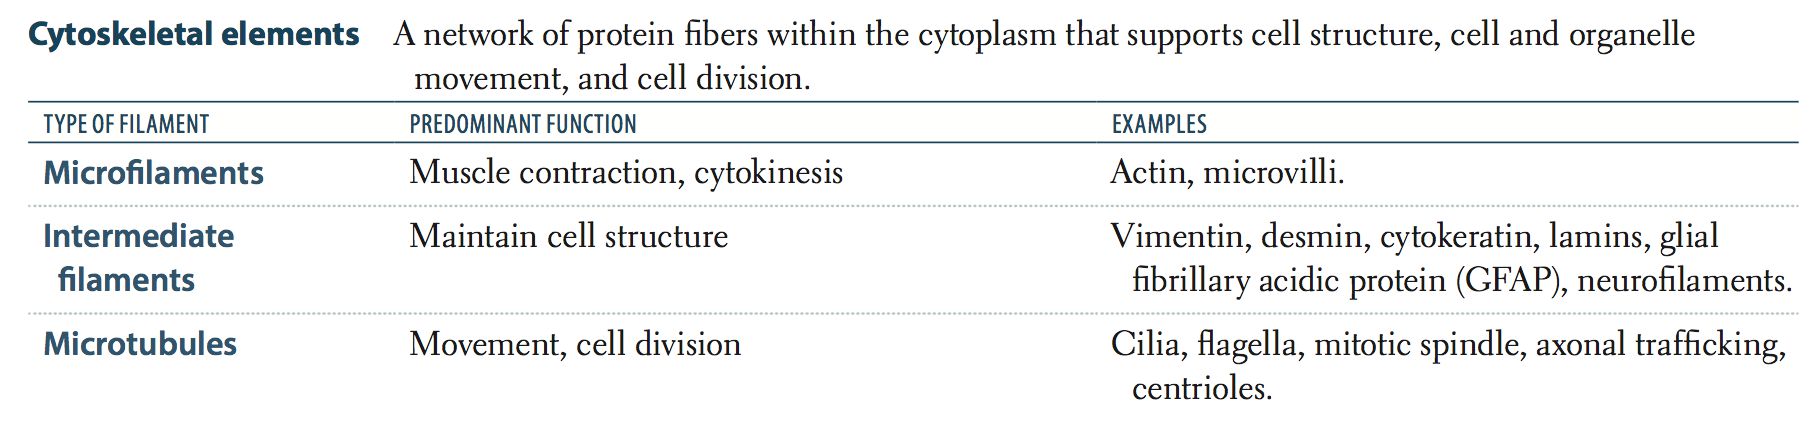 Cytoskeletal elements A network of protein fibers within the cytoplasm that supports cell structure, cell and organelle
movement, and cell division.
TYPE OF FILAMENT PREDOMINANT FUNCTION EXAMPLES
Microfilaments Muscle contraction, cytokinesis Actin, microvilli.
Intermediate Maintain cell structure Vimentin, desmin, cytokeratin, lamins, glial
filaments fibrillary acidic protein (GFAP), neurofilaments.
Microtubules Movement, cell division Cilia, flagella, mitotic spindle, axonal trafficking,
centrioles.